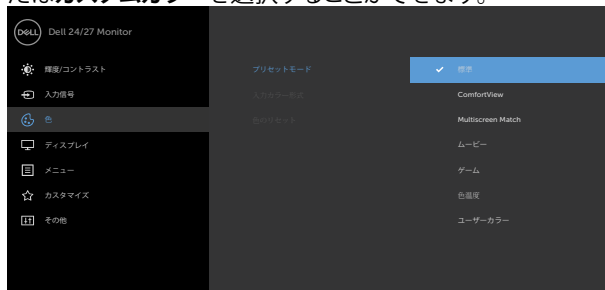 たはカスタムカラーを選択することができます。
DELL
Dell 24/27 Monitor
輝度/コントラスト
入力信号
色
ディスプレイ
メニュー
カスタマイズ
その他
プリセットモード
入力カラー形式
色のリセット
標準
ComfortView
Multiscreen Match
ムービー
ゲーム
色温度
ユーザーカラー